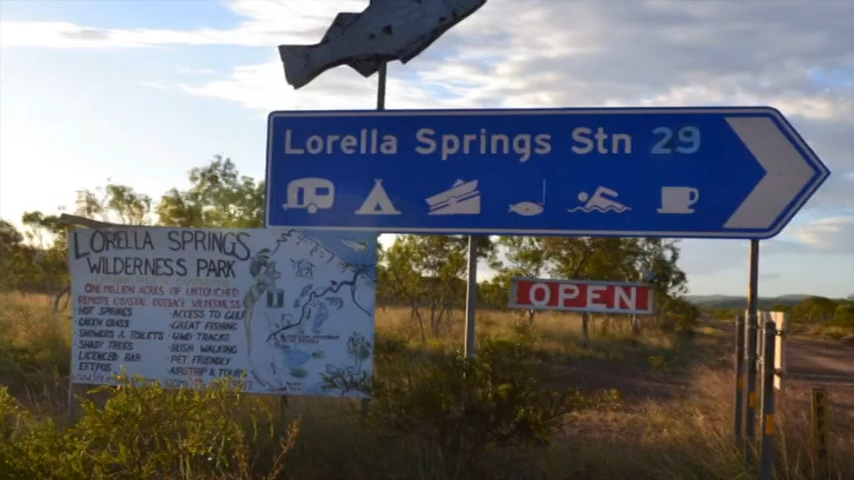 Lorella Springs Stn 29
OPEN
LORELLA SPRINGS
WILDERNESS PARK
ONE MILLION ACRES OF UNTOUCHED
REMOTE COASTAL OUTBACK WILDERNESS
HOT SPRINGS -ACCESS TO GULF
GREEN GRASS -GREAT FISHING
SHOWERS & TOILETS -4WD TRACKS
SHADY TREES -BUSH WALKING
LICENCED BAR -PET FRIENDLY
EFTPOS -AIRSTRIP & TOURS